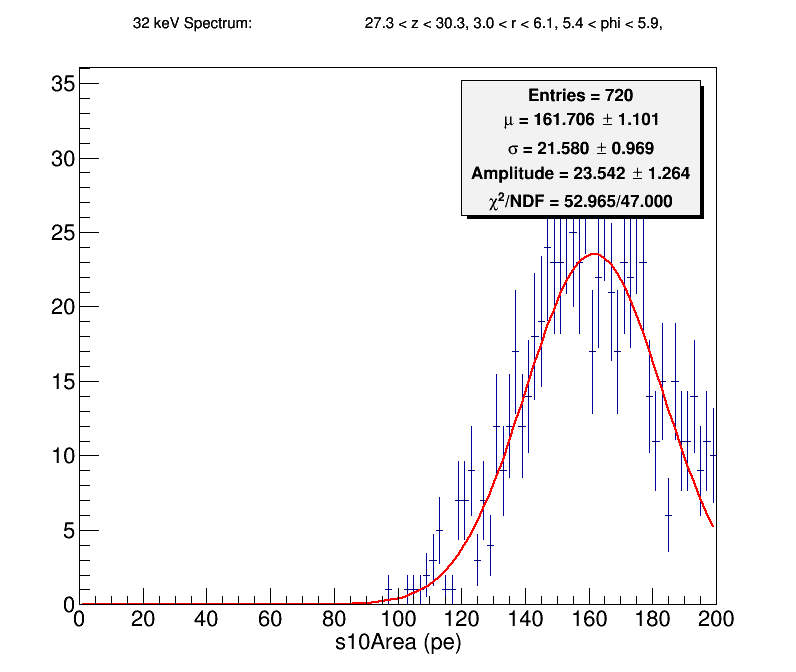 32 keV Spectrum: 27.3 < z < 30.3, 3.0 < r < 6.1, 5.4 < phi < 5.9,
Entries = 720
μ = 161.706 ± 1.101
σ = 21.580 ± 0.969
Amplitude = 23.542 ± 1.264
χ²/NDF = 52.965/47.000
35
30
25
20
15
10
5
0
0 20 40 60 80 100 120 140 160 180 200
s10Area (pe)